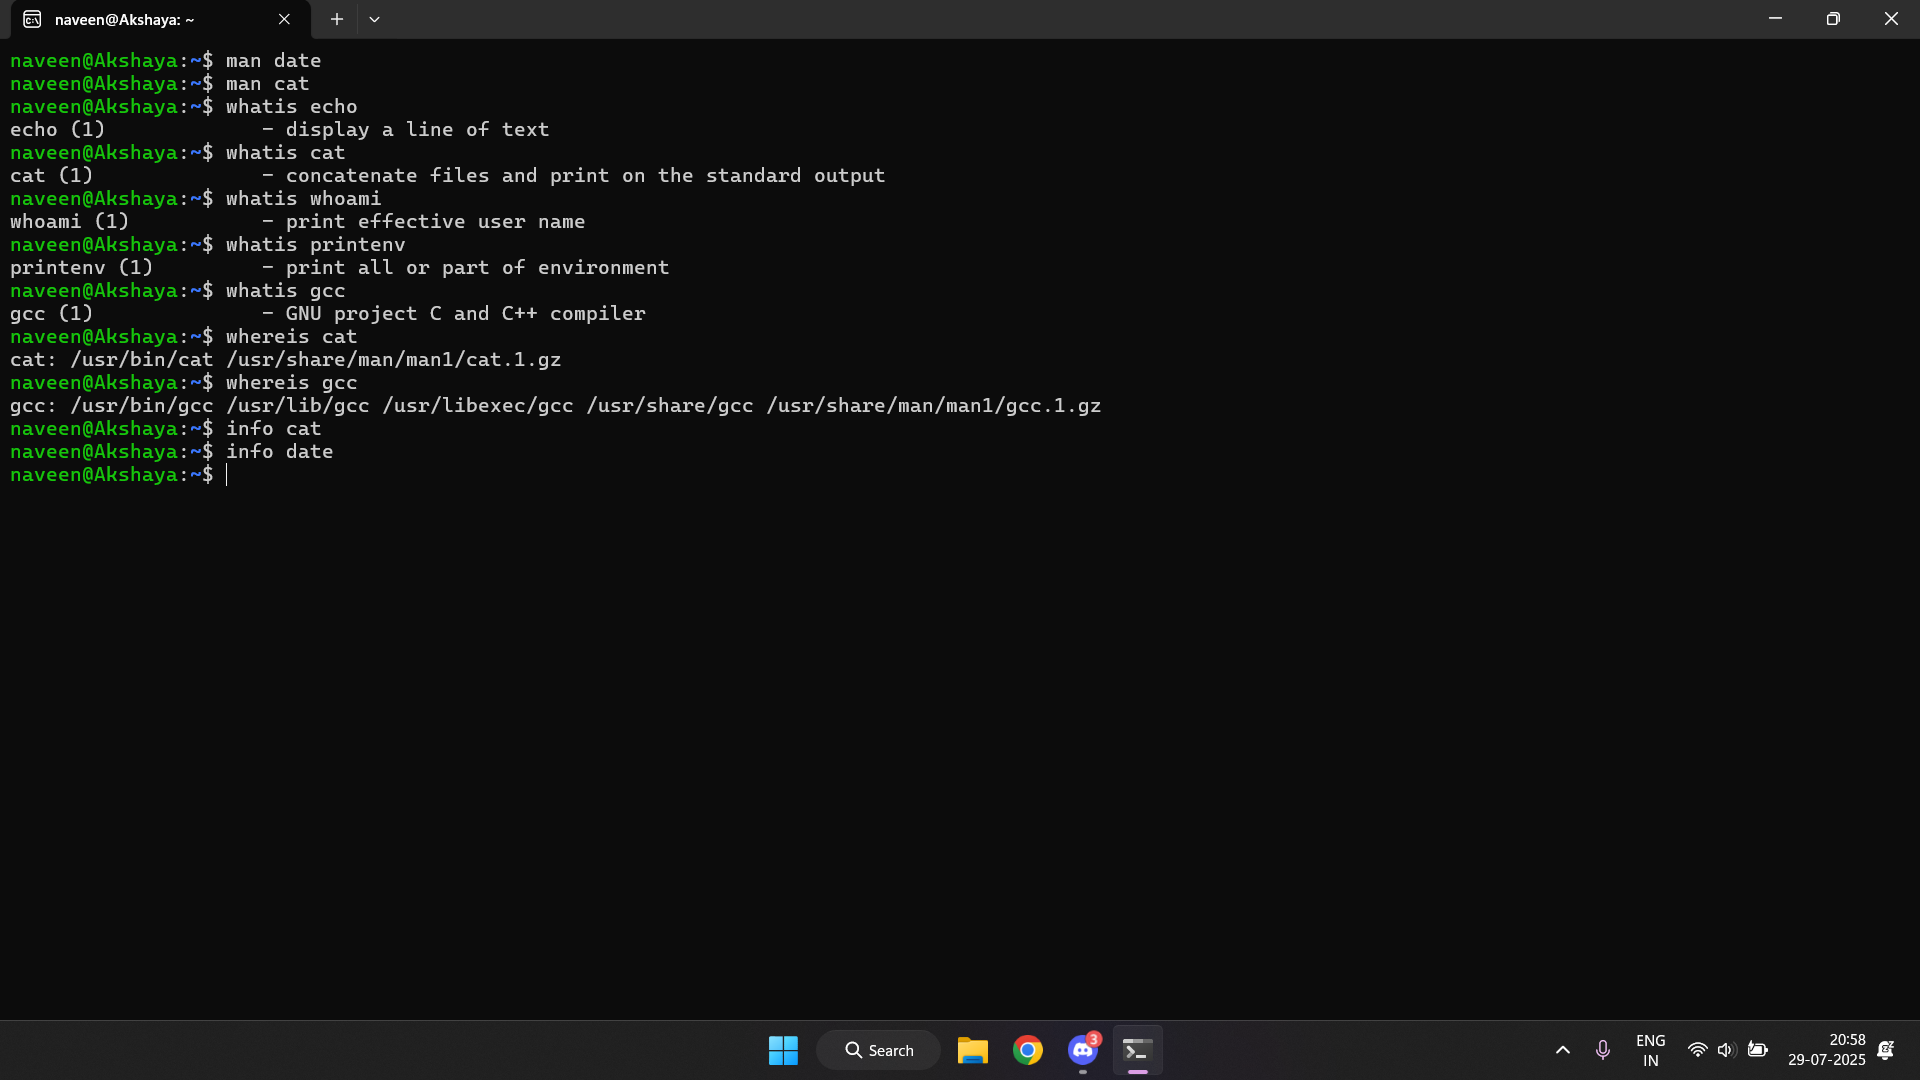 naveen@Akshaya: ~
naveen@Akshaya:~$ man date
naveen@Akshaya:~$ man cat
naveen@Akshaya:~$ whatis echo
echo (1)             - display a line of text
naveen@Akshaya:~$ whatis cat
cat (1)              - concatenate files and print on the standard output
naveen@Akshaya:~$ whatis whoami
whoami (1)           - print effective user name
naveen@Akshaya:~$ whatis printenv
printenv (1)         - print all or part of environment
naveen@Akshaya:~$ whatis gcc
gcc (1)              - GNU project C and C++ compiler
naveen@Akshaya:~$ whereis cat
cat: /usr/bin/cat /usr/share/man/man1/cat.1.gz
naveen@Akshaya:~$ whereis gcc
gcc: /usr/bin/gcc /usr/lib/gcc /usr/libexec/gcc /usr/share/gcc /usr/share/man/man1/gcc.1.gz
naveen@Akshaya:~$ info cat
naveen@Akshaya:~$ info date
naveen@Akshaya:~$
Search
3
ENG
IN
20:58
29-07-2025